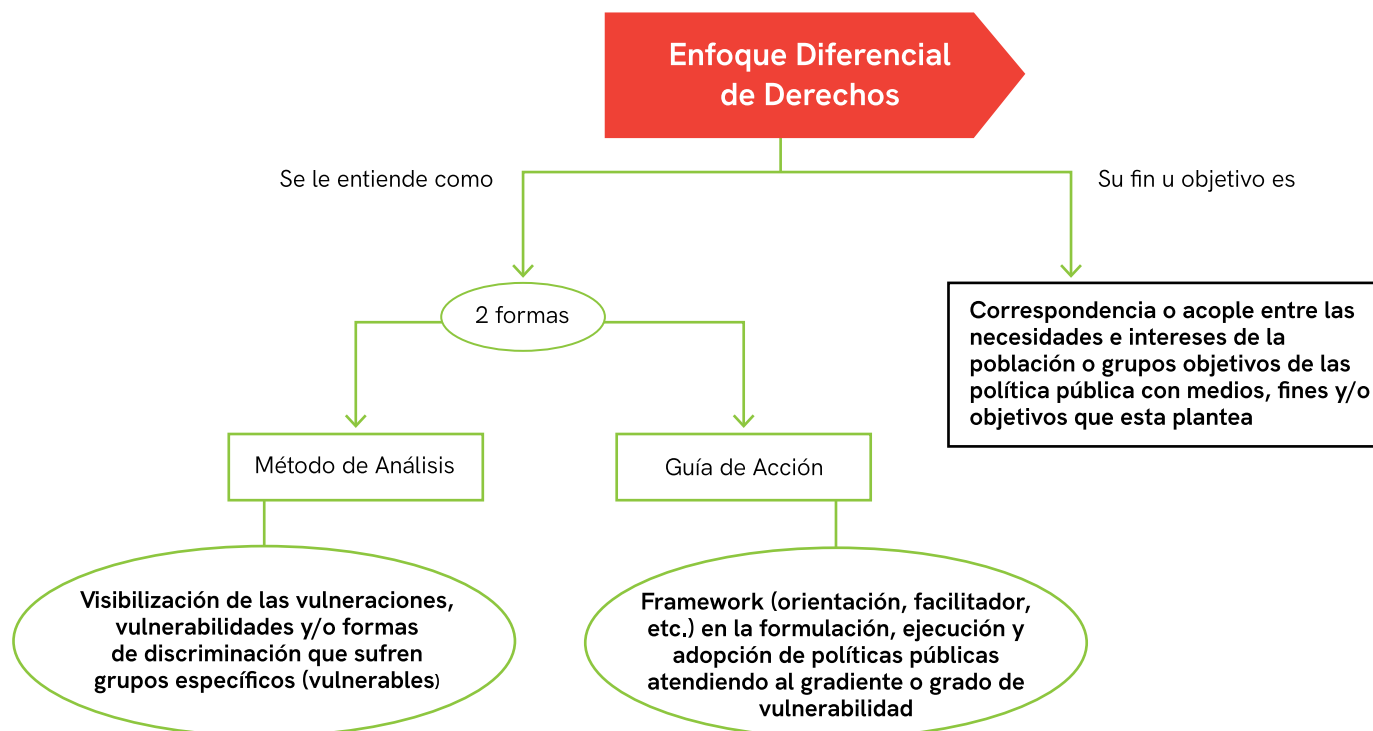 Enfoque Diferencial
de Derechos
Se le entiende como
Su fin u objetivo es
2 formas
Correspondencia o acople entre las
necesidades e intereses de la
población o grupos objetivos de las
política pública con medios, fines y/o
objetivos que esta plantea
Método de Análisis
Guía de Acción
Visibilización de las vulneraciones,
vulnerabilidades y/o formas
de discriminación que sufren
grupos específicos (vulnerables)
Framework (orientación, facilitador,
etc.) en la formulación, ejecución y
adopción de políticas públicas
atendiendo al gradiente o grado de
vulnerabilidad